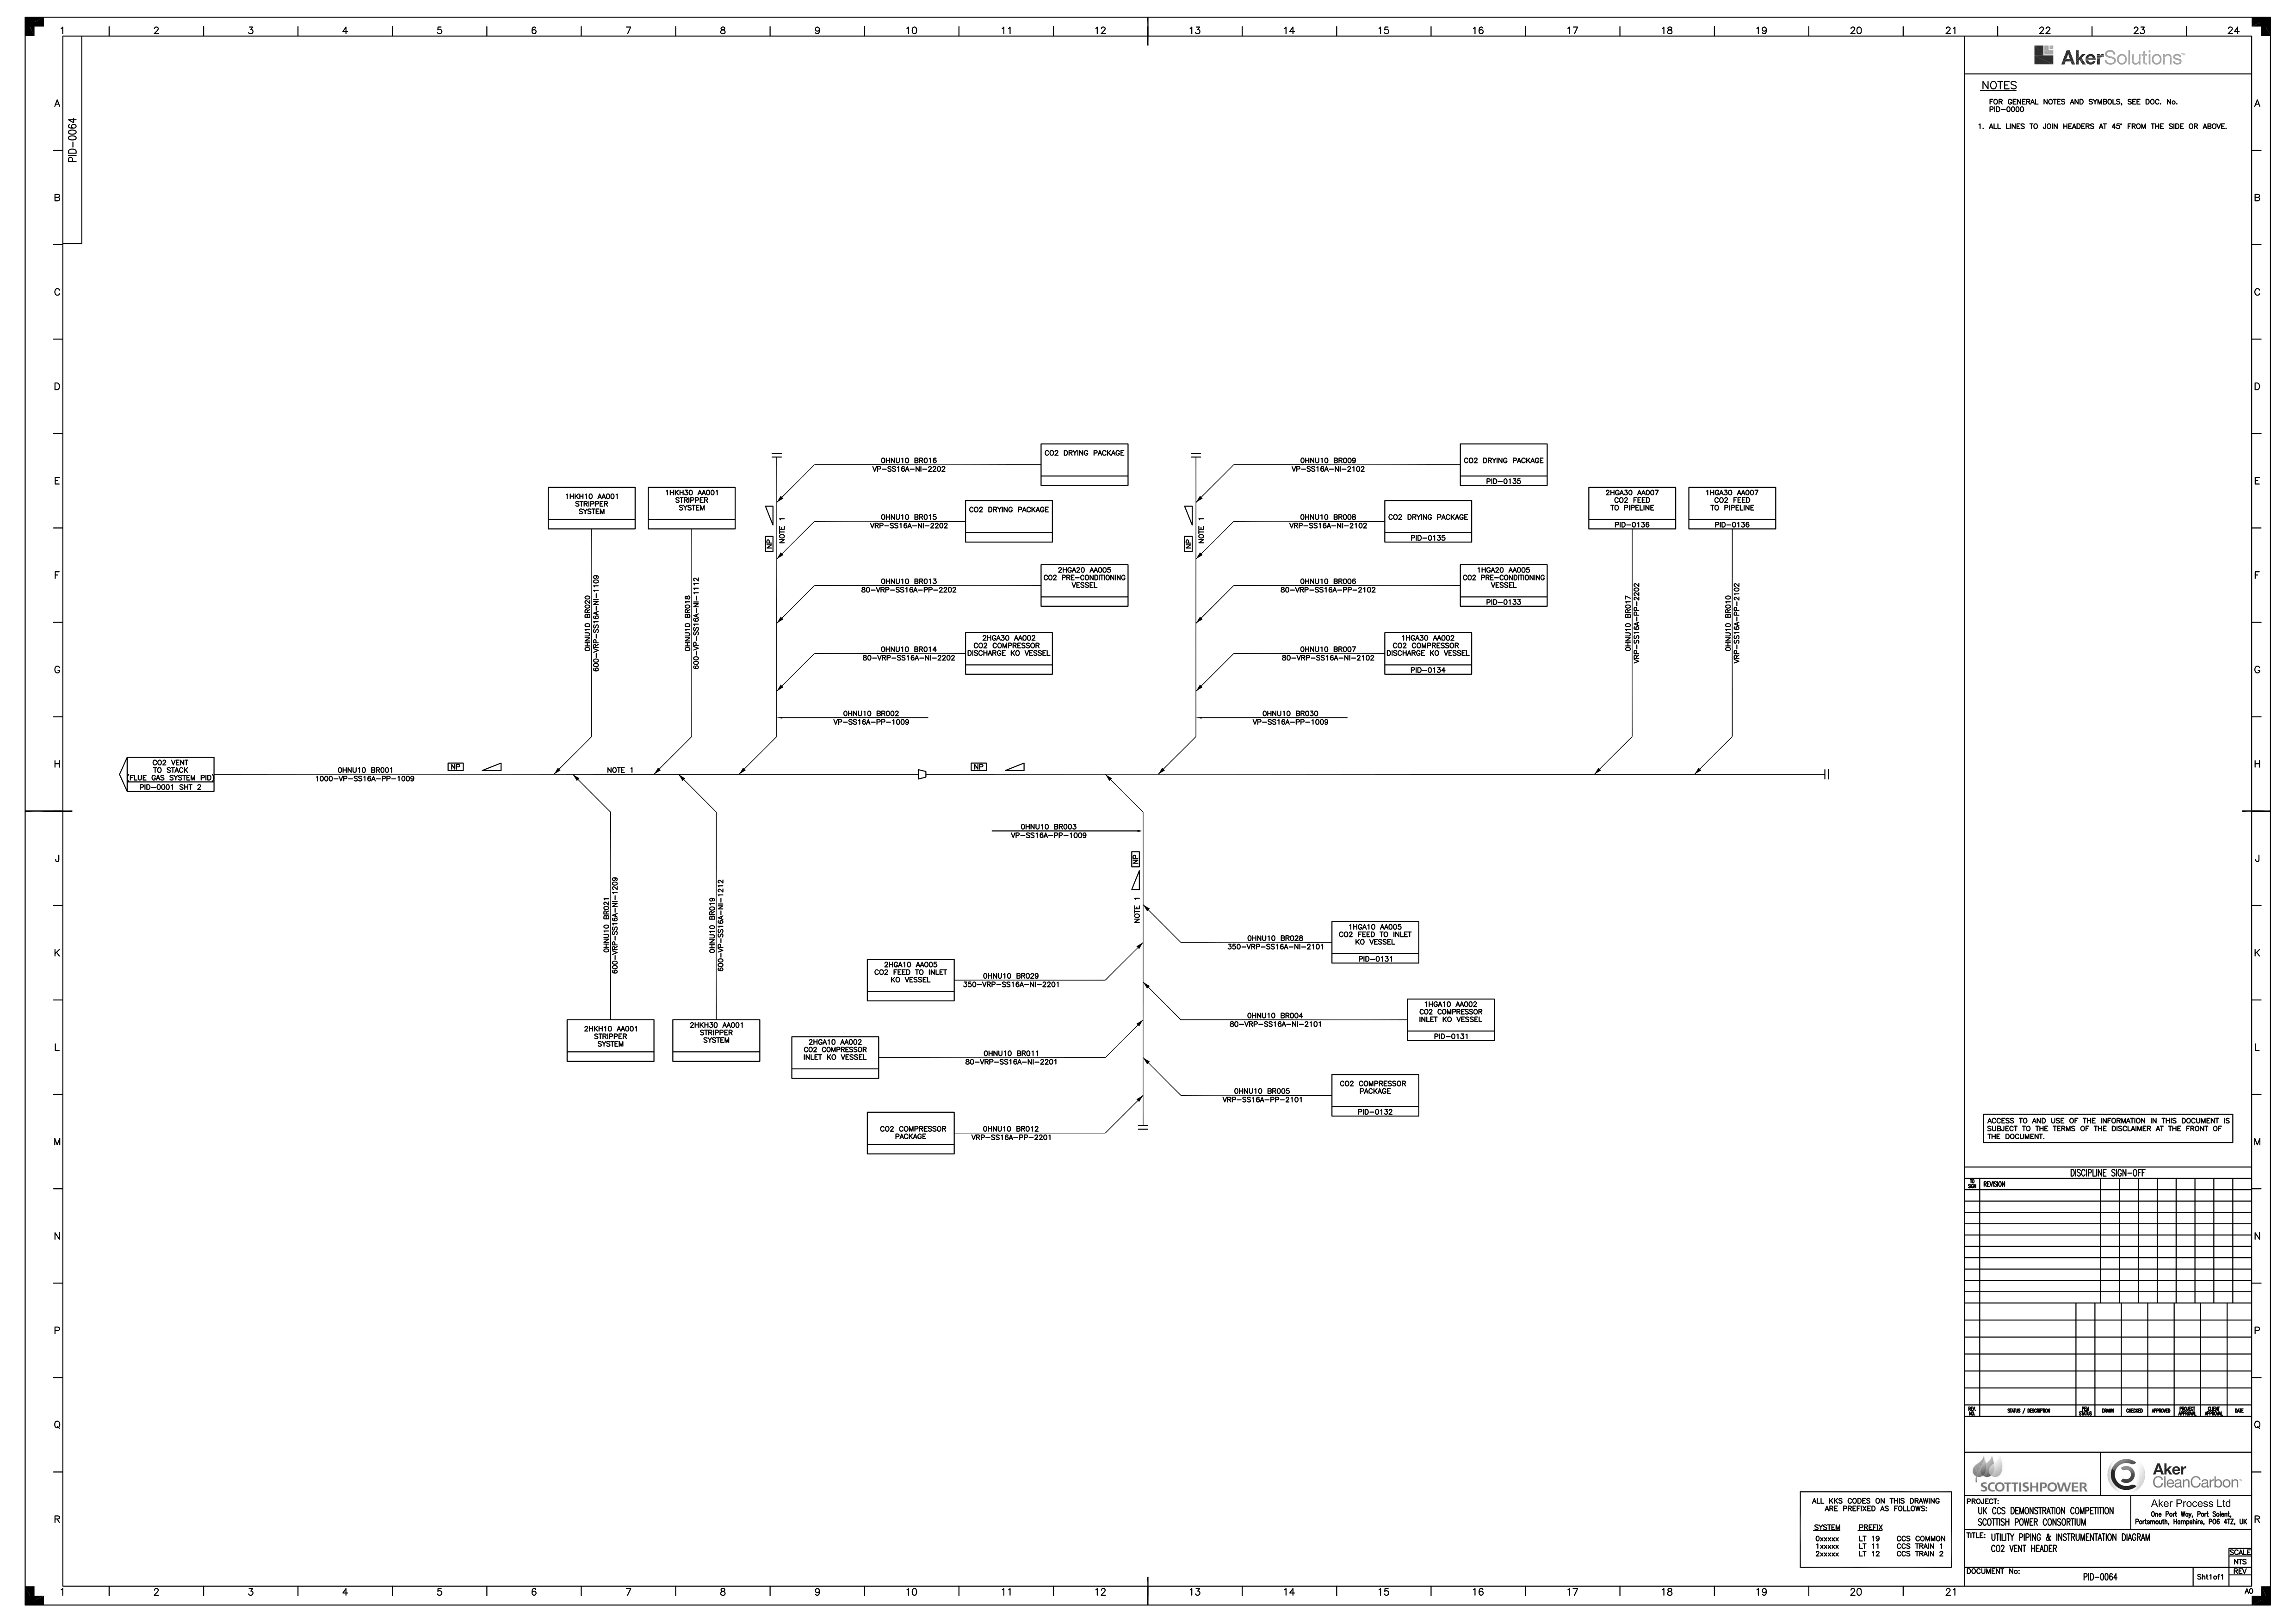 1 2 3 4 5 6 7 8 9 10 11 12 13 14 15 16 17 18 19 20 21 22 23 24
AkerSolutions
NOTES
FOR GENERAL NOTES AND SYMBOLS, SEE DOC. No.
PID-0000
1. ALL LINES TO JOIN HEADERS AT 45° FROM THE SIDE OR ABOVE.
PID-0064
A
B
C
D
E
F
G
H
J
K
L
M
N
P
Q
R
A
B
C
D
E
F
G
H
J
K
L
M
N
P
Q
R
1HKH10 AA001
STRIPPER
SYSTEM
1HKH30 AA001
STRIPPER
SYSTEM
0HNU10 BR020
600-VRP-SS16A-NI-1109
0HNU10 BR018
600-VP-SS16A-NI-1112
NP
NOTE 1
0HNU10 BR016
VP-SS16A-NI-2202
CO2 DRYING PACKAGE
0HNU10 BR015
VRP-SS16A-NI-2202
CO2 DRYING PACKAGE
0HNU10 BR013
80-VRP-SS16A-PP-2202
2HGA20 AA005
CO2 PRE-CONDITIONING
VESSEL
0HNU10 BR014
80-VRP-SS16A-NI-2202
2HGA30 AA002
CO2 COMPRESSOR
DISCHARGE KO VESSEL
0HNU10 BR002
VP-SS16A-PP-1009
NP
NOTE 1
0HNU10 BR009
VP-SS16A-NI-2102
CO2 DRYING PACKAGE
PID-0135
0HNU10 BR008
VRP-SS16A-NI-2102
CO2 DRYING PACKAGE
PID-0135
0HNU10 BR006
80-VRP-SS16A-PP-2102
1HGA20 AA005
CO2 PRE-CONDITIONING
VESSEL
PID-0133
0HNU10 BR007
80-VRP-SS16A-NI-2102
1HGA30 AA002
CO2 COMPRESSOR
DISCHARGE KO VESSEL
PID-0134
0HNU10 BR030
VP-SS16A-PP-1009
2HGA30 AA007
CO2 FEED
TO PIPELINE
PID-0136
1HGA30 AA007
CO2 FEED
TO PIPELINE
PID-0136
0HNU10 BR017
VRP-SS16A-PP-2202
0HNU10 BR010
VRP-SS16A-PP-2102
CO2 VENT
TO STACK
(FLUE GAS SYSTEM PID)
PID-0001 SHT 2
0HNU10 BR001
1000-VP-SS16A-PP-1009
NP
NOTE 1
NP
0HNU10 BR003
VP-SS16A-PP-1009
NP
NOTE 1
0HNU10 BR021
600-VRP-SS16A-NI-1209
0HNU10 BR019
600-VP-SS16A-NI-1212
2HKH10 AA001
STRIPPER
SYSTEM
2HKH30 AA001
STRIPPER
SYSTEM
0HNU10 BR028
350-VRP-SS16A-NI-2101
1HGA10 AA005
CO2 FEED TO INLET
KO VESSEL
PID-0131
2HGA10 AA005
CO2 FEED TO INLET
KO VESSEL
0HNU10 BR029
350-VRP-SS16A-NI-2201
0HNU10 BR004
80-VRP-SS16A-NI-2101
1HGA10 AA002
CO2 COMPRESSOR
INLET KO VESSEL
PID-0131
2HGA10 AA002
CO2 COMPRESSOR
INLET KO VESSEL
0HNU10 BR011
80-VRP-SS16A-NI-2201
0HNU10 BR005
VRP-SS16A-PP-2101
CO2 COMPRESSOR
PACKAGE
PID-0132
CO2 COMPRESSOR
PACKAGE
0HNU10 BR012
VRP-SS16A-PP-2201
ACCESS TO AND USE OF THE INFORMATION IN THIS DOCUMENT IS
SUBJECT TO THE TERMS OF THE DISCLAIMER AT THE FRONT OF
THE DOCUMENT.
DISCIPLINE SIGN-OFF
TO SIGN REVISION
REV. NO. STATUS / DESCRIPTION PEM STATUS DRAWN CHECKED APPROVED PROJECT APPROVAL CLIENT APPROVAL DATE
SCOTTISHPOWER
Aker
CleanCarbon
PROJECT:
UK CCS DEMONSTRATION COMPETITION
SCOTTISH POWER CONSORTIUM
Aker Process Ltd
One Port Way, Port Solent,
Portsmouth, Hampshire, PO6 4TZ, UK
TITLE: UTILITY PIPING & INSTRUMENTATION DIAGRAM
CO2 VENT HEADER
SCALE
NTS
DOCUMENT No:
PID-0064
Sht1of1
REV
A0
ALL KKS CODES ON THIS DRAWING
ARE PREFIXED AS FOLLOWS:
SYSTEM PREFIX
0xxxxx LT 19 CCS COMMON
1xxxxx LT 11 CCS TRAIN 1
2xxxxx LT 12 CCS TRAIN 2
1 2 3 4 5 6 7 8 9 10 11 12 13 14 15 16 17 18 19 20 21